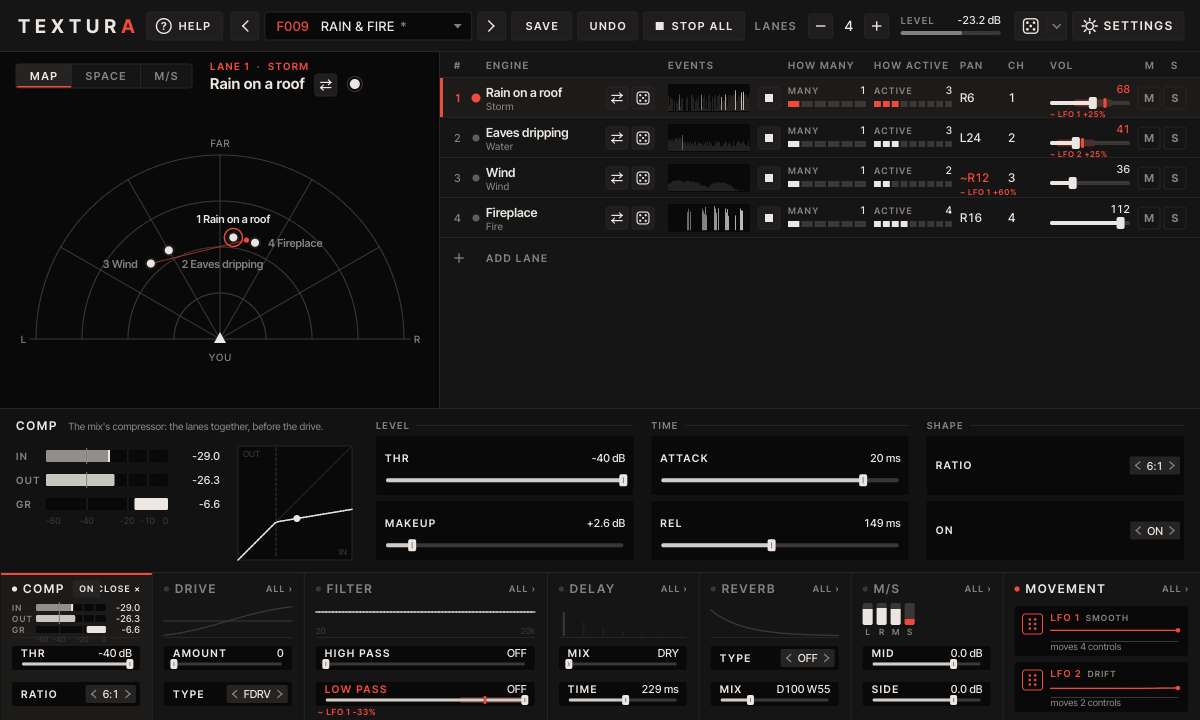 TEXTURA
HELP
F009 RAIN & FIRE *
SAVE
UNDO
STOP ALL
LANES
4
LEVEL -23.2 dB
SETTINGS
MAP SPACE M/S
LANE 1 · STORM
Rain on a roof
# ENGINE EVENTS HOW MANY HOW ACTIVE PAN CH VOL M S
1 Rain on a roof MANY 1 ACTIVE 3 R6 1 68 M S
Storm
~ LFO 1 +25%
2 Eaves dripping MANY 1 ACTIVE 3 L24 2 41 M S
Water
~ LFO 2 +25%
3 Wind MANY 1 ACTIVE 2 ~R12 3 36 M S
Wind
~ LFO 1 +60%
4 Fireplace MANY 1 ACTIVE 4 R16 4 112 M S
Fire
+ ADD LANE
FAR
1 Rain on a roof
4 Fireplace
3 Wind
2 Eaves dripping
L R
YOU
COMP The mix's compressor: the lanes together, before the drive.
IN -29.0
OUT -26.3
GR -6.6
-60 -40 -20 -10 0
OUT
IN
LEVEL
THR -40 dB
MAKEUP +2.6 dB
TIME
ATTACK 20 ms
REL 149 ms
SHAPE
RATIO < 6:1 >
ON < ON >
COMP ON CLOSE ×
IN -29.0
OUT -26.3
GR -6.6
-60 -40 -20 0
THR -40 dB
RATIO < 6:1 >
DRIVE ALL ›
AMOUNT 0
TYPE < FDRV >
FILTER ALL ›
20 20k
HIGH PASS OFF
LOW PASS OFF
~ LFO 1 -33%
DELAY ALL ›
MIX DRY
TIME 229 ms
REVERB ALL ›
TYPE < OFF >
MIX D100 W55
M/S ALL ›
L R M S
MID 0.0 dB
SIDE 0.0 dB
MOVEMENT
LFO 1 SMOOTH
moves 4 controls
LFO 2 DRIFT
moves 2 controls